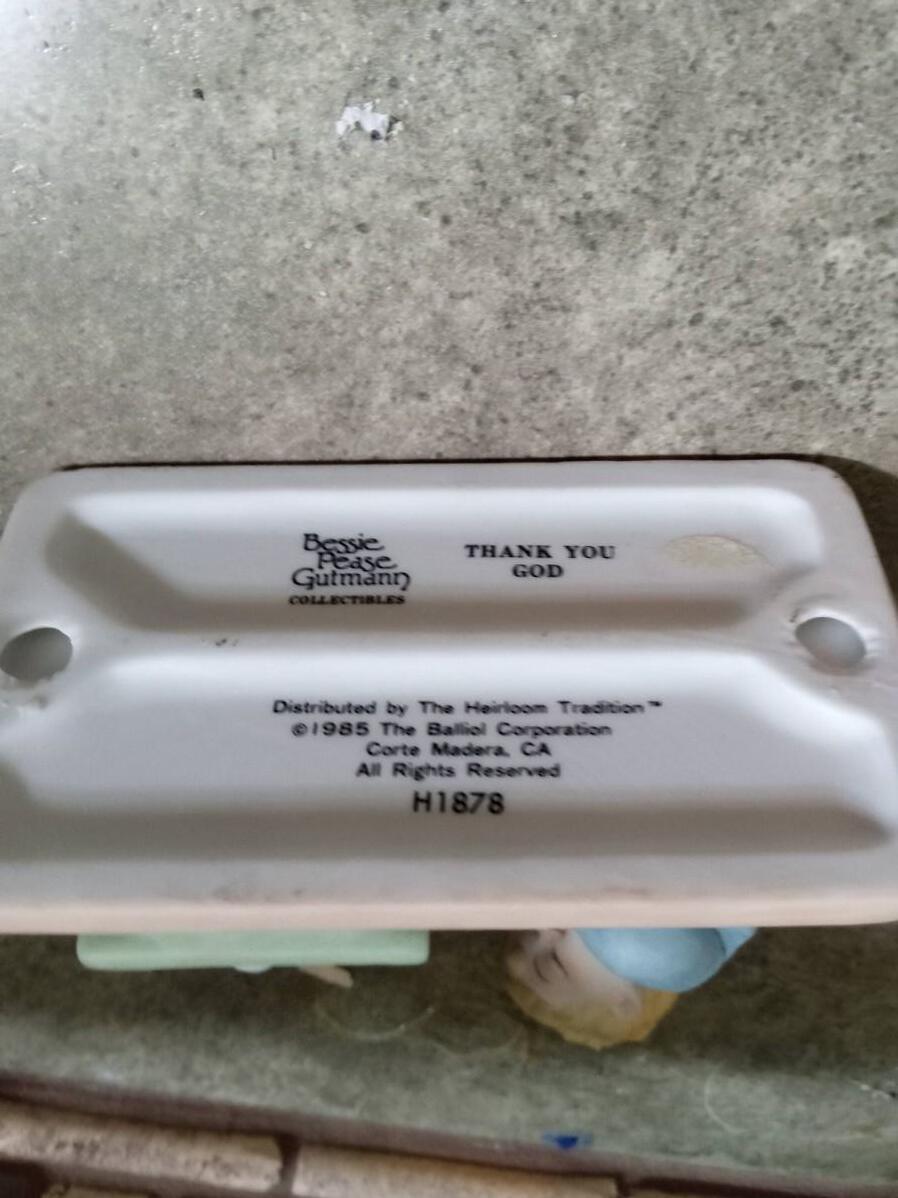 Bessie
Pease
Gutmann
COLLECTIBLES
THANK YOU
GOD
Distributed by The Heirloom Tradition™
©1985 The Balliol Corporation
Corte Madera, CA
All Rights Reserved
H1878